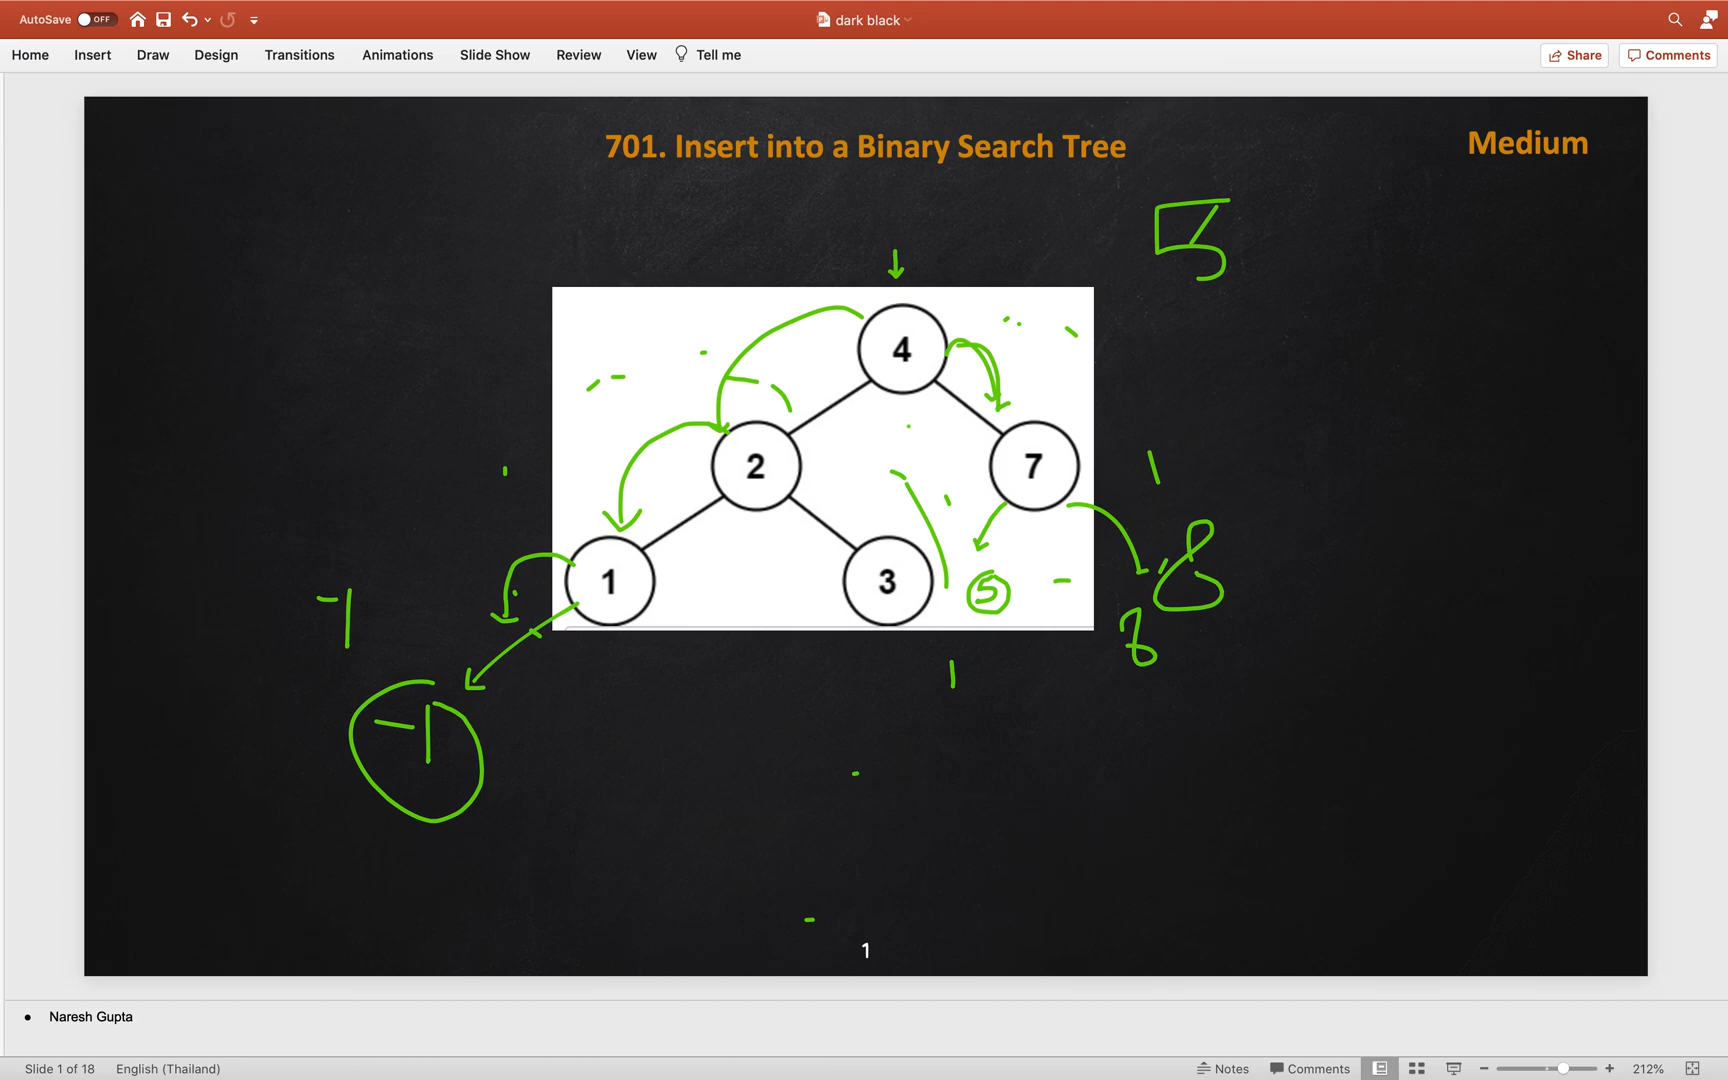 AutoSave OFF dark black
Home Insert Draw Design Transitions Animations Slide Show Review View Tell me Share Comments
701. Insert into a Binary Search Tree Medium
5
4
2 7
8
1 3 5
-1
8
-1
1
Naresh Gupta
Slide 1 of 18 English (Thailand) Notes Comments 212%